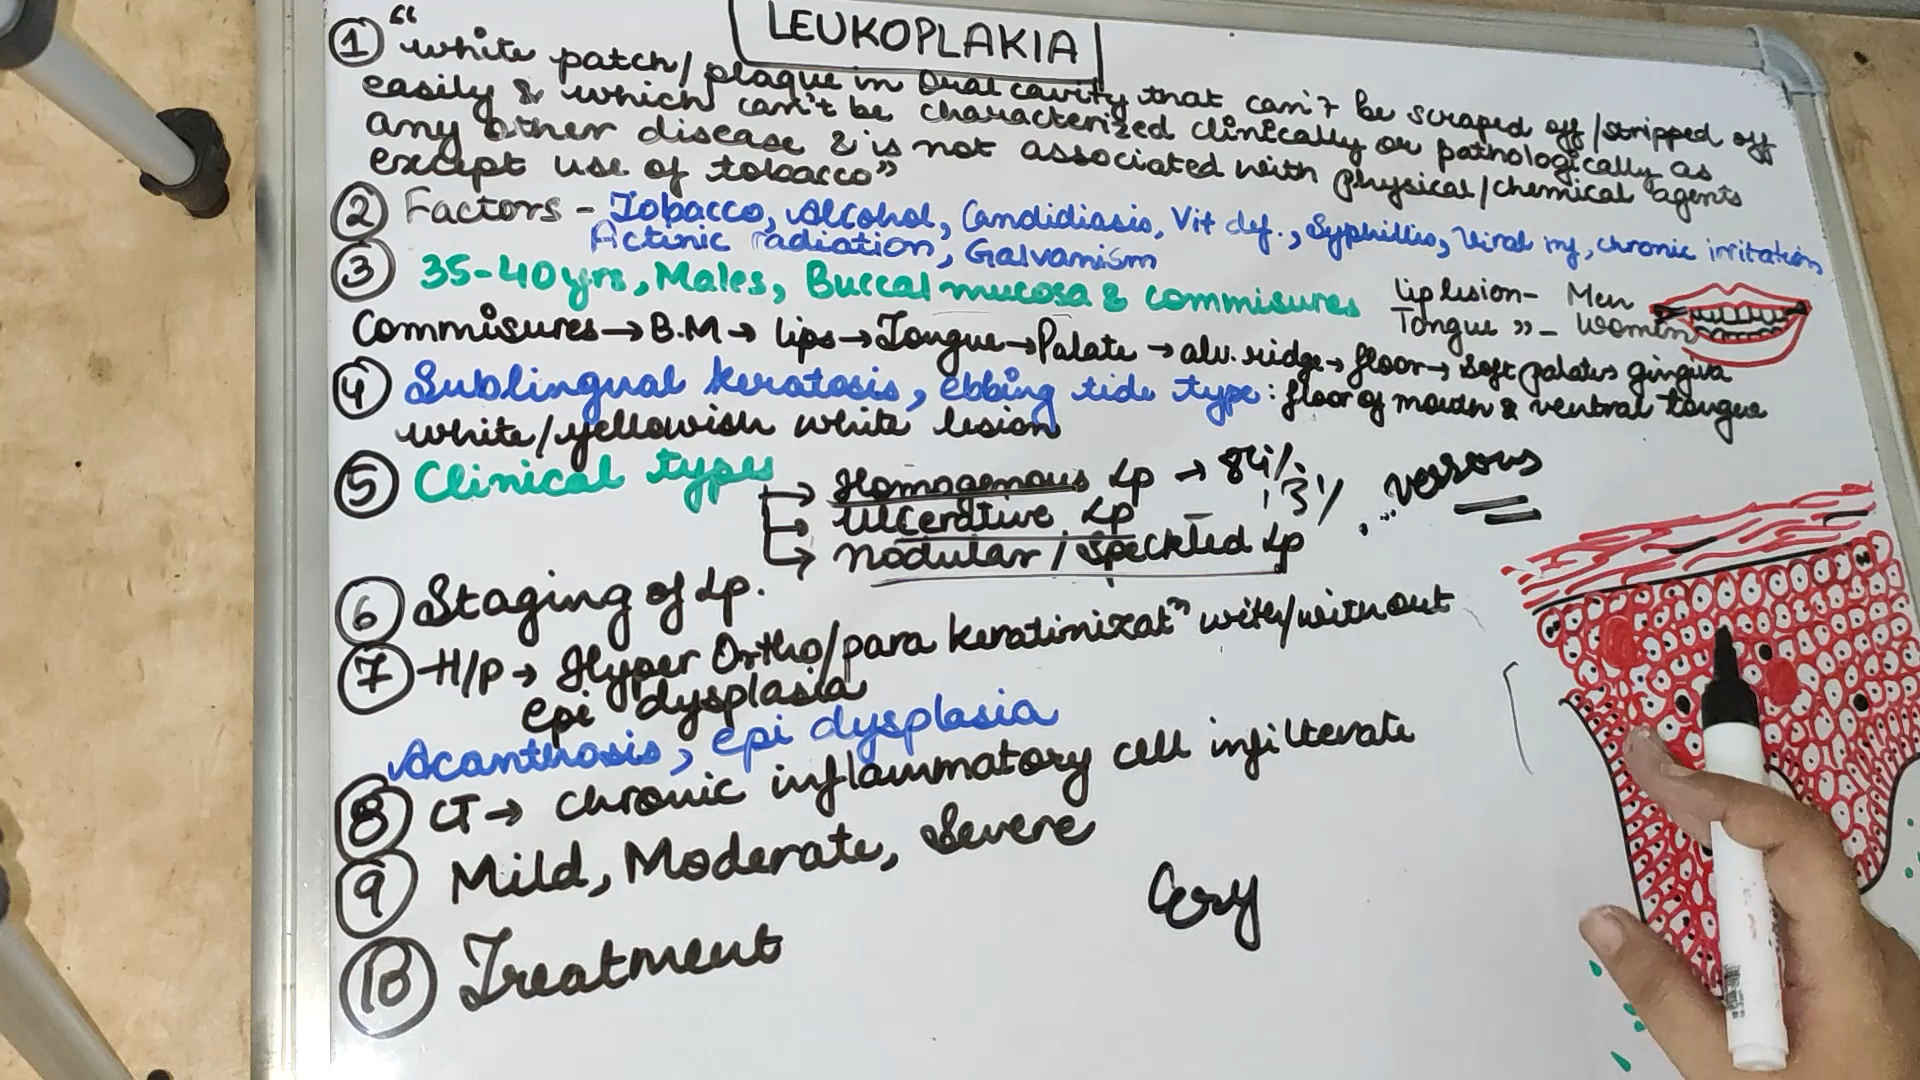 LEUKOPLAKIA
① "white patch/plaque in oral cavity that can't be scraped off/stripped off
easily & which can't be characterized clinically or pathologically as
any other disease & is not associated with physical/chemical agents
except use of tobacco"
② Factors - Tobacco, Alcohol, Candidiasis, Vit def., Syphillis, Viral inf, chronic irritation
Actinic radiation, Galvanism
③ 35-40yrs, Males, Buccal mucosa & commisures
Lip lesion - Men
Tongue " - Women
Commisures → B.M → lips → Tongue → Palate → alv. ridge → floor → soft palate & gingiva
④ Sublingual keratosis, ebbing tide type: floor of mouth & ventral tongue
white/yellowish white lesion
⑤ Clinical types
→ Homogenous Lp → 84%
→ Ulcerative Lp - 13%
→ nodular/speckled Lp
⑥ Staging of Lp.
⑦ H/P → Hyper Ortho/para keratinizatⁿ with/without
epi dysplasia
Acanthosis, epi dysplasia
⑧ CT → chronic inflammatory cell infilterate
⑨ Mild, Moderate, Severe
⑩ Treatment